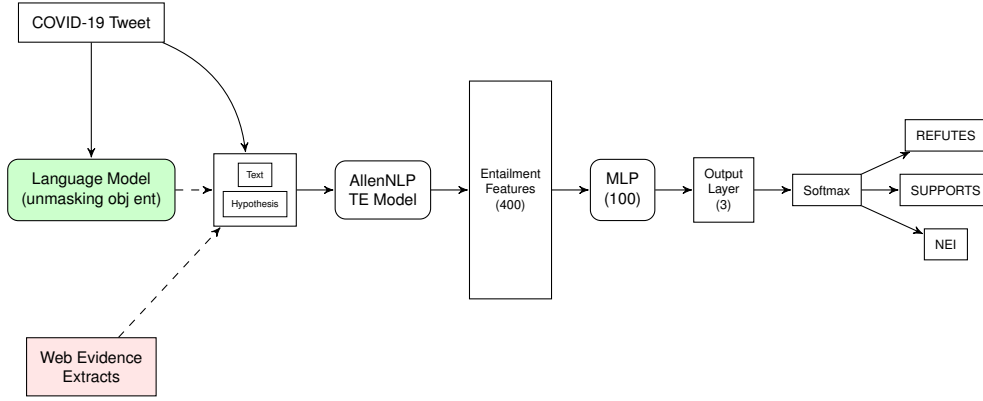 COVID-19 Tweet
Language Model
(unmasking obj ent)
Text
Hypothesis
AllenNLP
TE Model
Entailment
Features
(400)
MLP
(100)
Output
Layer
(3)
Softmax
REFUTES
SUPPORTS
NEI
Web Evidence
Extracts